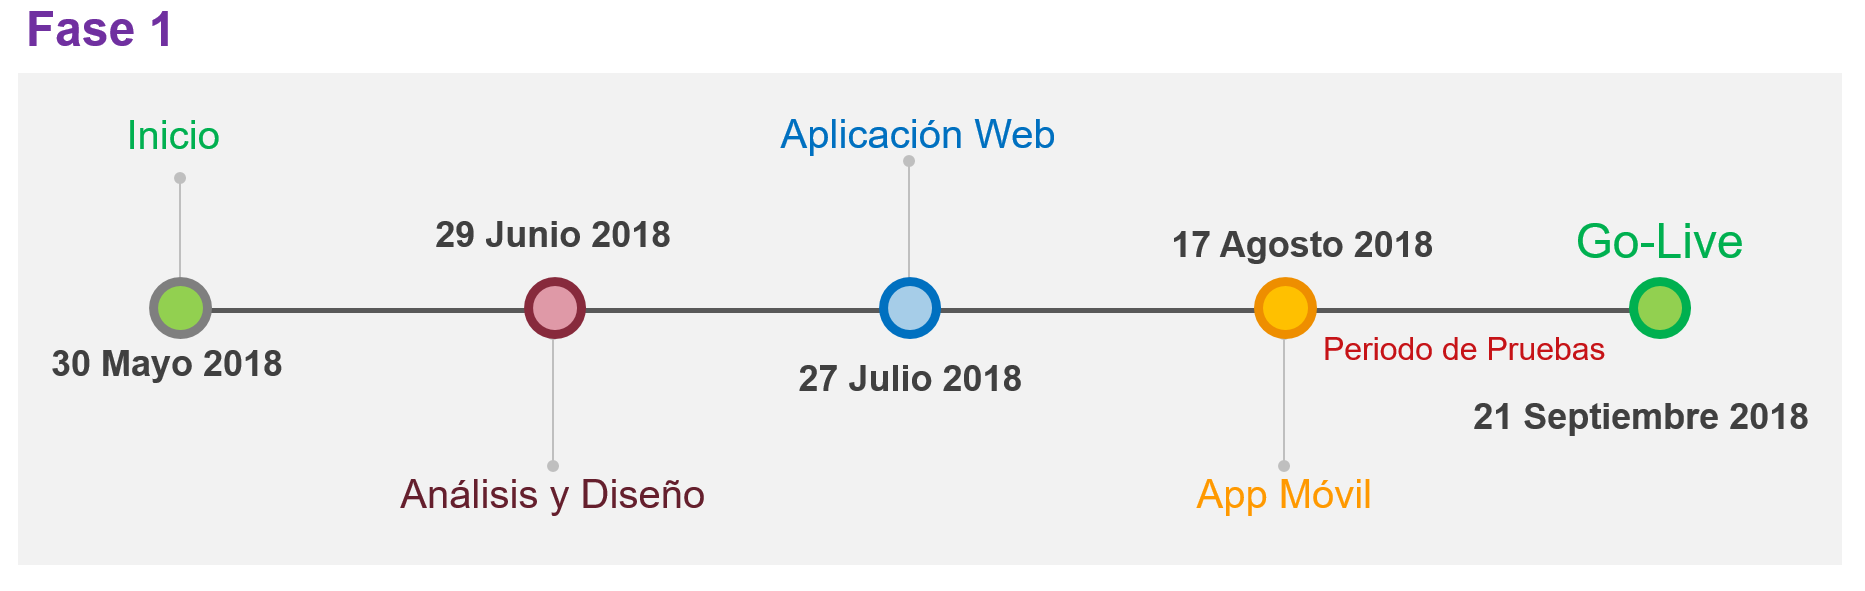 Fase 1
Inicio
30 Mayo 2018
29 Junio 2018
Análisis y Diseño
Aplicación Web
27 Julio 2018
17 Agosto 2018
App Móvil
Periodo de Pruebas
Go-Live
21 Septiembre 2018